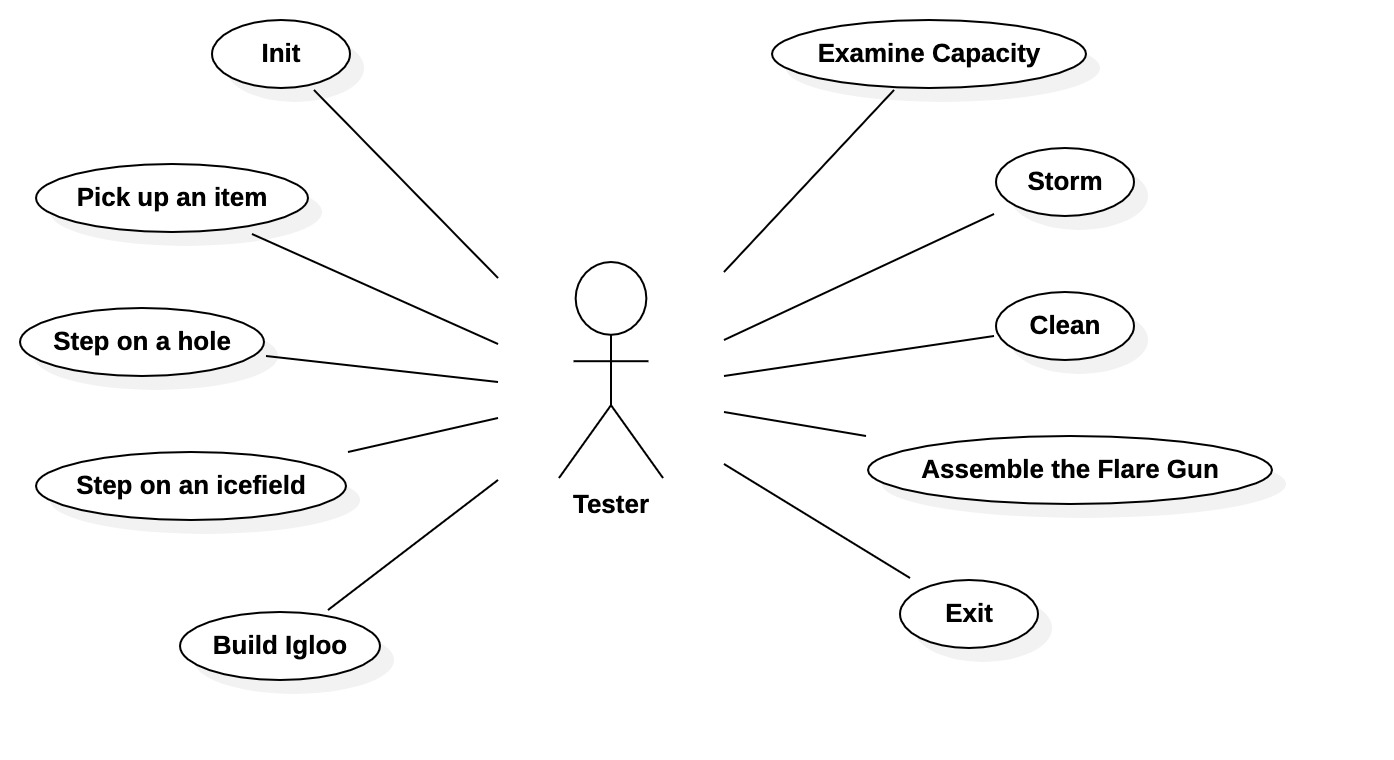 Init
Examine Capacity
Storm
Pick up an item
Clean
Step on a hole
Assemble the Flare Gun
Step on an icefield
Tester
Exit
Build Igloo